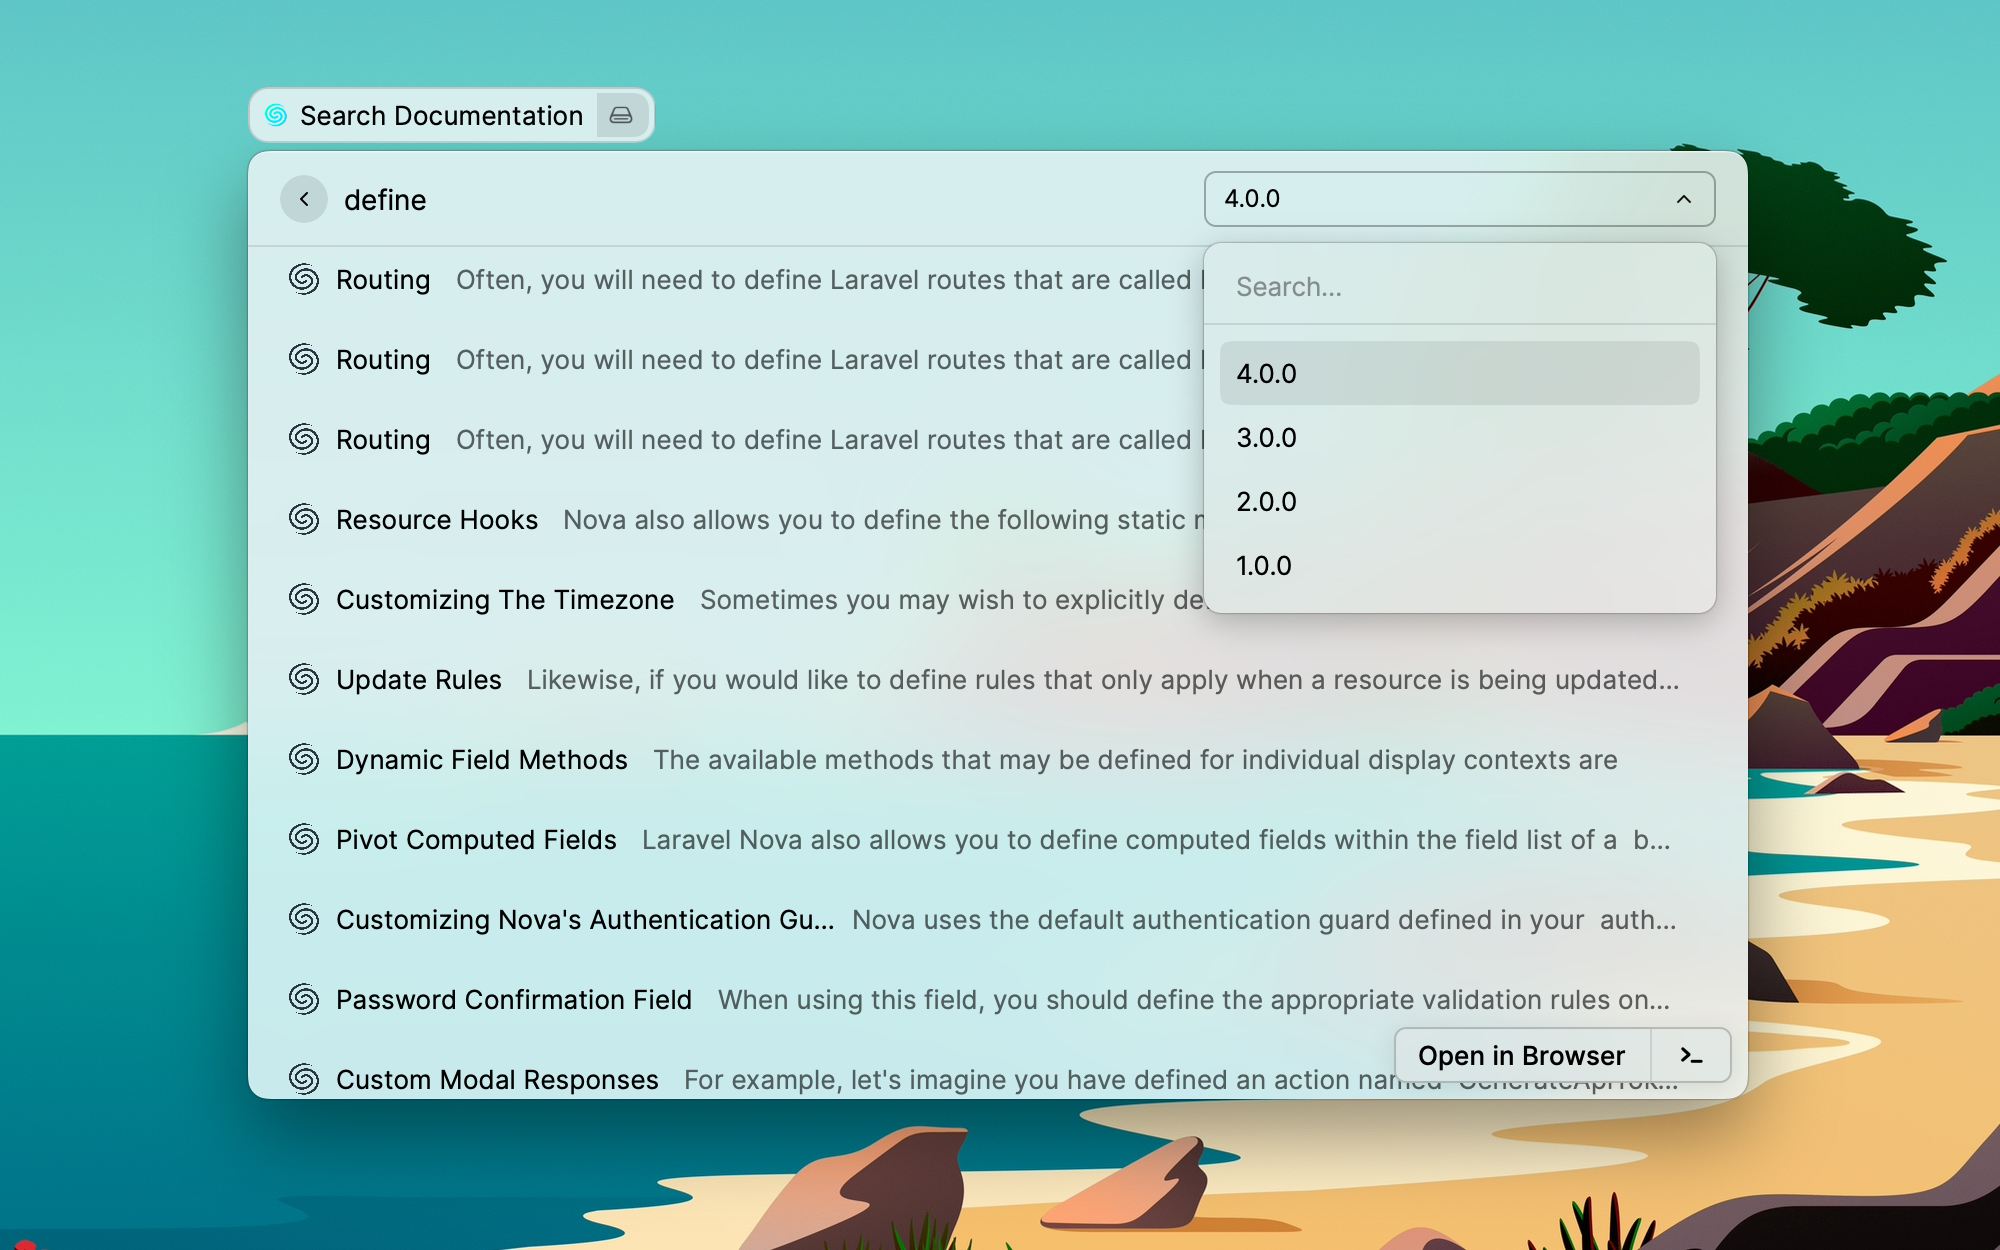 Search Documentation
define
4.0.0
Search...
4.0.0
3.0.0
2.0.0
1.0.0
Routing Often, you will need to define Laravel routes that are called
Routing Often, you will need to define Laravel routes that are called
Routing Often, you will need to define Laravel routes that are called
Resource Hooks Nova also allows you to define the following static
Customizing The Timezone Sometimes you may wish to explicitly
Update Rules Likewise, if you would like to define rules that only apply when a resource is being updated...
Dynamic Field Methods The available methods that may be defined for individual display contexts are
Pivot Computed Fields Laravel Nova also allows you to define computed fields within the field list of a b...
Customizing Nova's Authentication Gu... Nova uses the default authentication guard defined in your auth...
Password Confirmation Field When using this field, you should define the appropriate validation rules on...
Custom Modal Responses For example, let's imagine you have defined an action named
Open in Browser